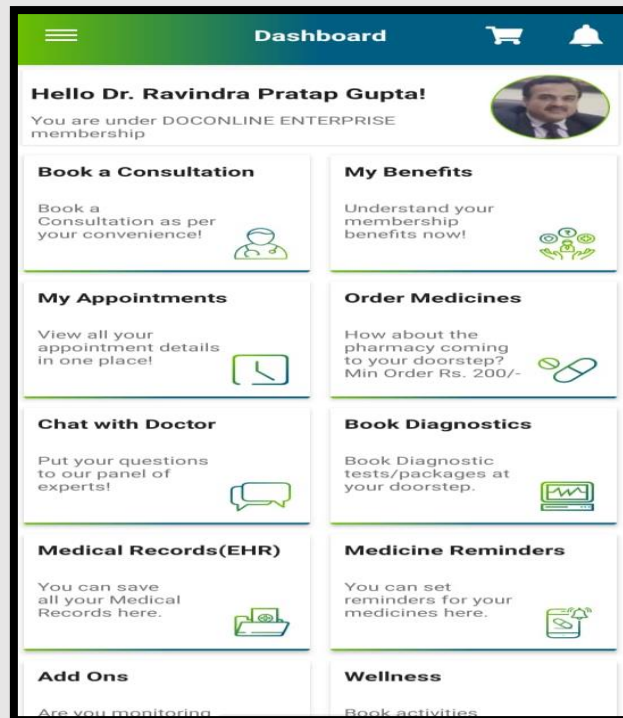 Dashboard
Hello Dr. Ravindra Pratap Gupta!
You are under DOCONLINE ENTERPRISE
membership
Book a Consultation
Book a
Consultation as per
your convenience!
My Benefits
Understand your
membership
benefits now!
My Appointments
View all your
appointment details
in one place!
Order Medicines
How about the
pharmacy coming
to your doorstep?
Min Order Rs. 200/-
Chat with Doctor
Put your questions
to our panel of
experts!
Book Diagnostics
Book Diagnostic
tests/packages at
your doorstep.
Medical Records(EHR)
You can save
all your Medical
Records here.
Medicine Reminders
You can set
reminders for your
medicines here.
Add Ons
Are you monitoring
Wellness
Book activities